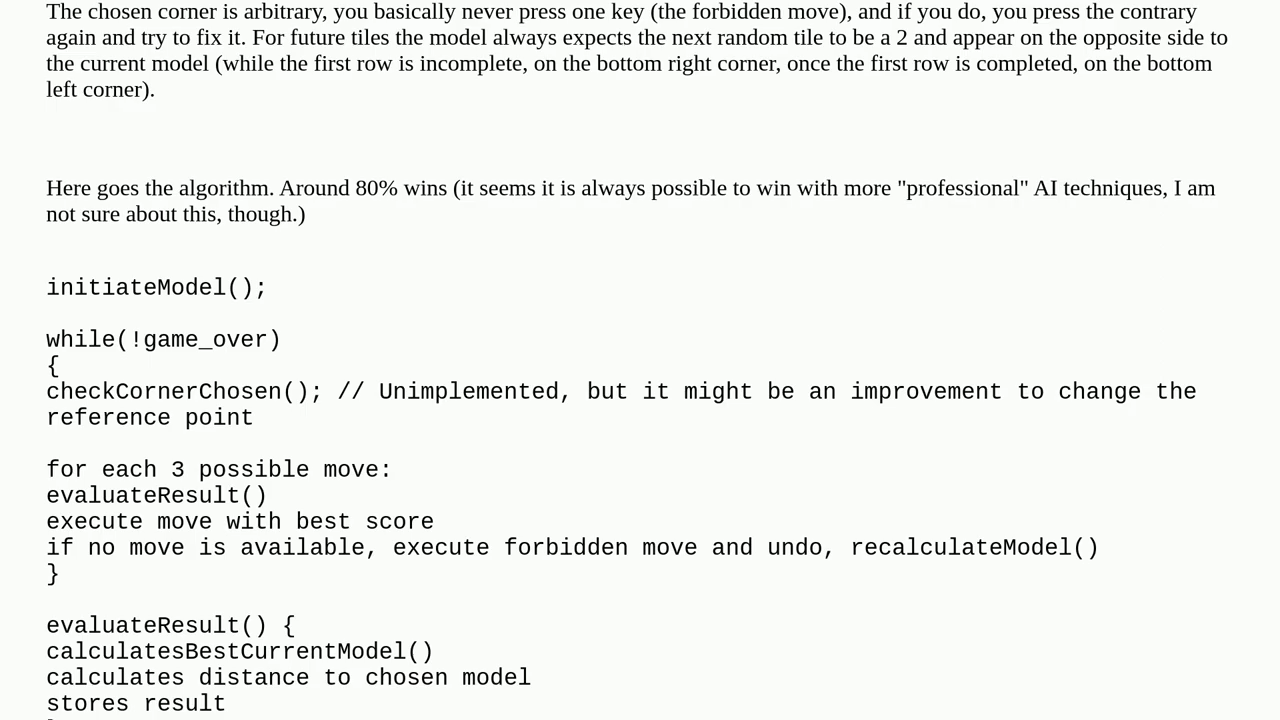 The chosen corner is arbitrary, you basically never press one key (the forbidden move), and if you do, you press the contrary
again and try to fix it. For future tiles the model always expects the next random tile to be a 2 and appear on the opposite side to
the current model (while the first row is incomplete, on the bottom right corner, once the first row is completed, on the bottom
left corner).
Here goes the algorithm. Around 80% wins (it seems it is always possible to win with more "professional" AI techniques, I am
not sure about this, though.)
initiateModel();
while(!game_over)
{
checkCornerChosen(); // Unimplemented, but it might be an improvement to change the
reference point
for each 3 possible move:
evaluateResult()
execute move with best score
if no move is available, execute forbidden move and undo, recalculateModel()
}
evaluateResult() {
calculatesBestCurrentModel()
calculates distance to chosen model
stores result